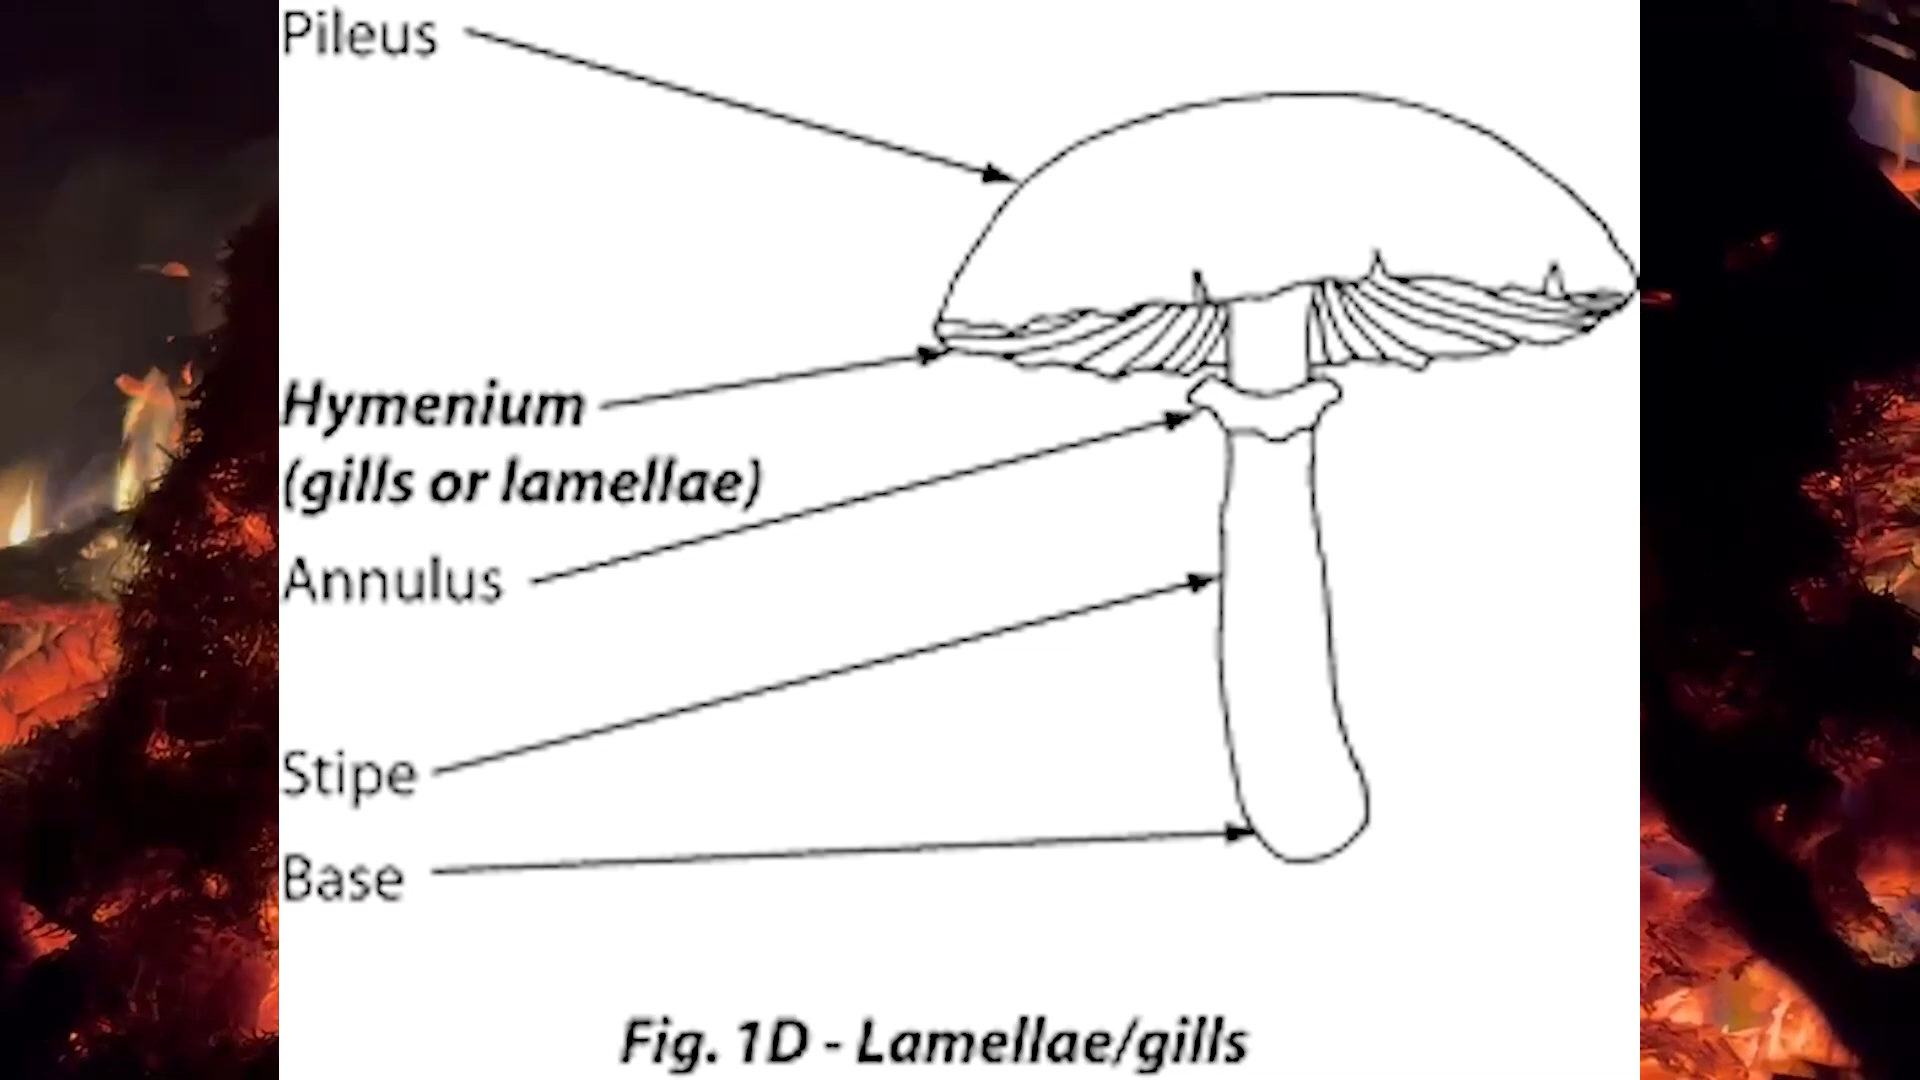 Pileus
Hymenium
(gills or lamellae)
Annulus
Stipe
Base
Fig. 1D - Lamellae/gills